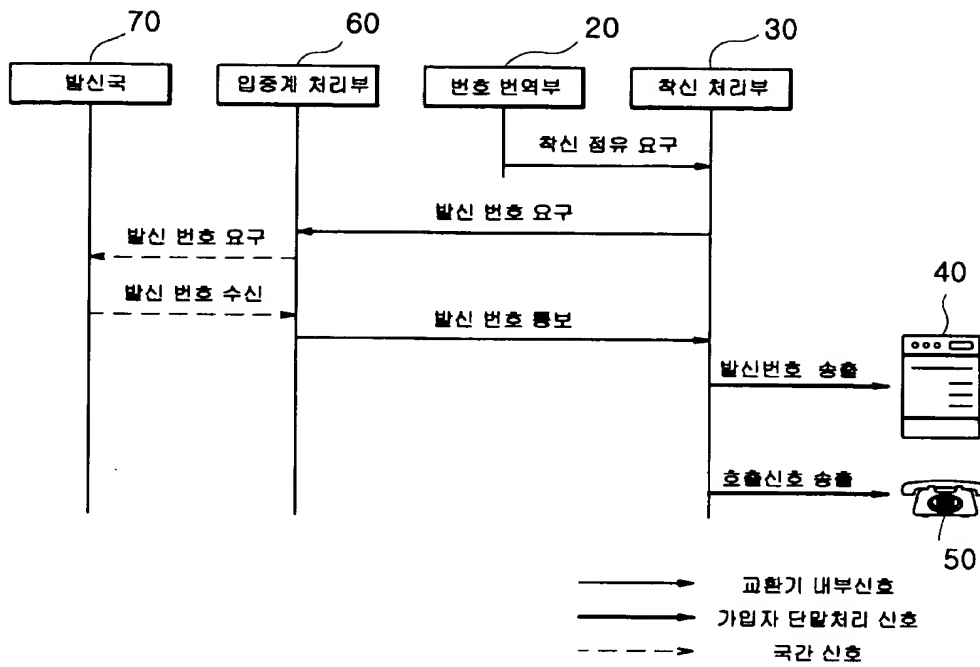 70
60
20
30
발신국
입중계 처리부
번호 번역부
착신 처리부
착신 점유 요구
발신 번호 요구
발신 번호 요구
발신 번호 수신
발신 번호 통보
40
발신번호 송출
호출신호 송출
50
교환기 내부신호
가입자 단말처리 신호
국간 신호